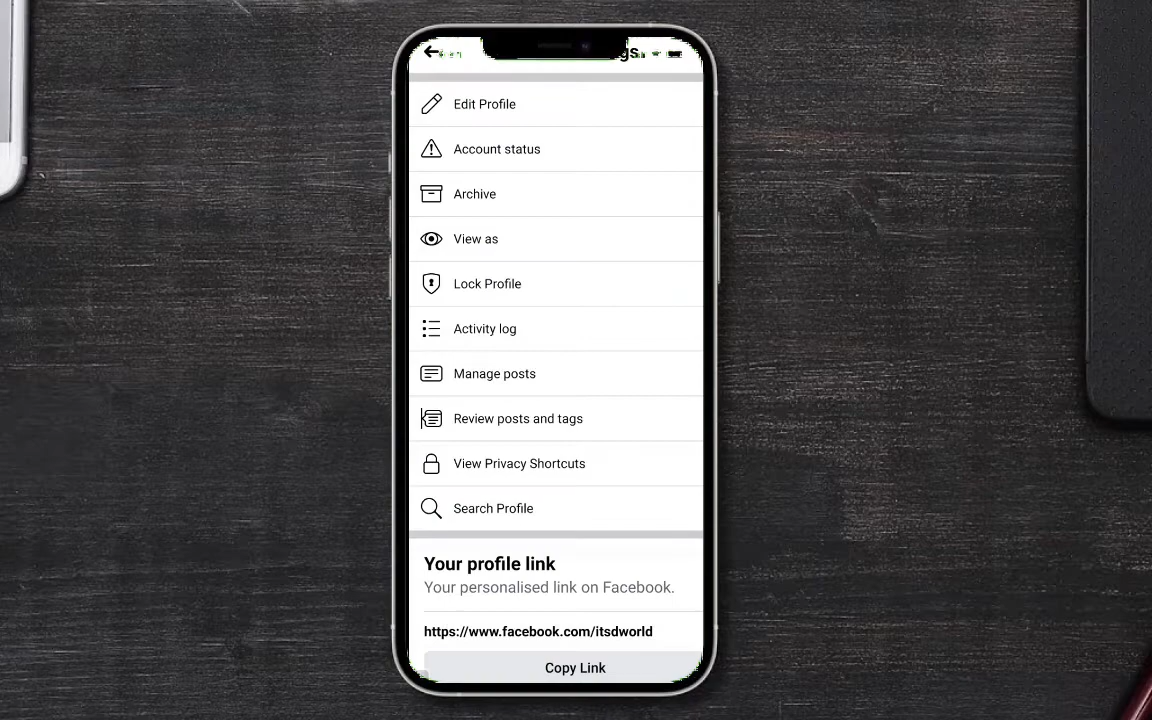 Edit Profile
Account status
Archive
View as
Lock Profile
Activity log
Manage posts
Review posts and tags
View Privacy Shortcuts
Search Profile
Your profile link
Your personalised link on Facebook.
https://www.facebook.com/itsdworld
Copy Link